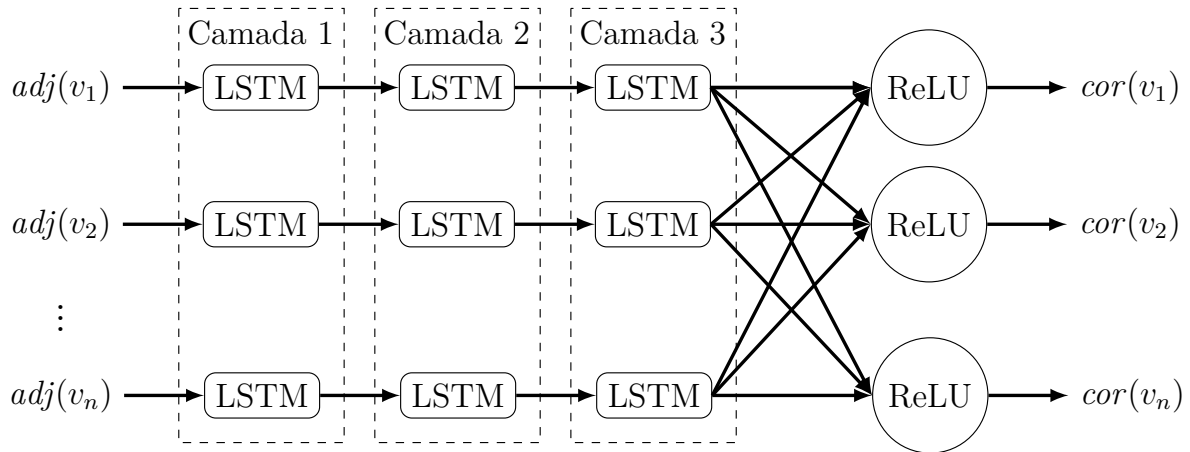 Camada 1 Camada 2 Camada 3
adj(v₁) LSTM LSTM LSTM ReLU cor(v₁)
adj(v₂) LSTM LSTM LSTM ReLU cor(v₂)
⋮
adj(vₙ) LSTM LSTM LSTM ReLU cor(vₙ)